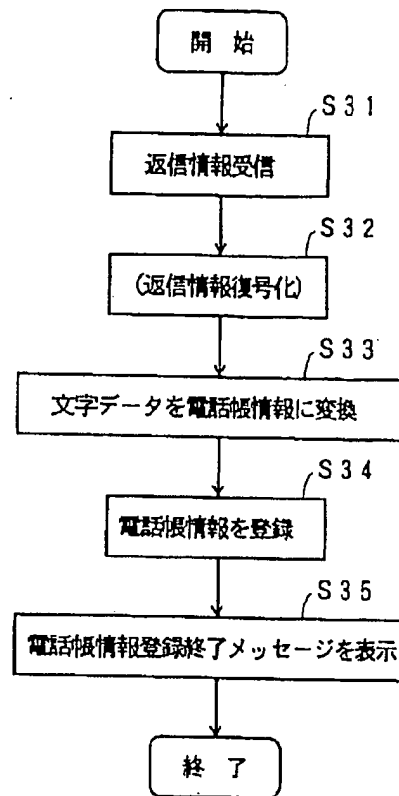 開 始
S31
返信情報受信
S32
(返信情報復号化)
S33
文字データを電話帳情報に変換
S34
電話帳情報を登録
S35
電話帳情報登録終了メッセージを表示
終 了